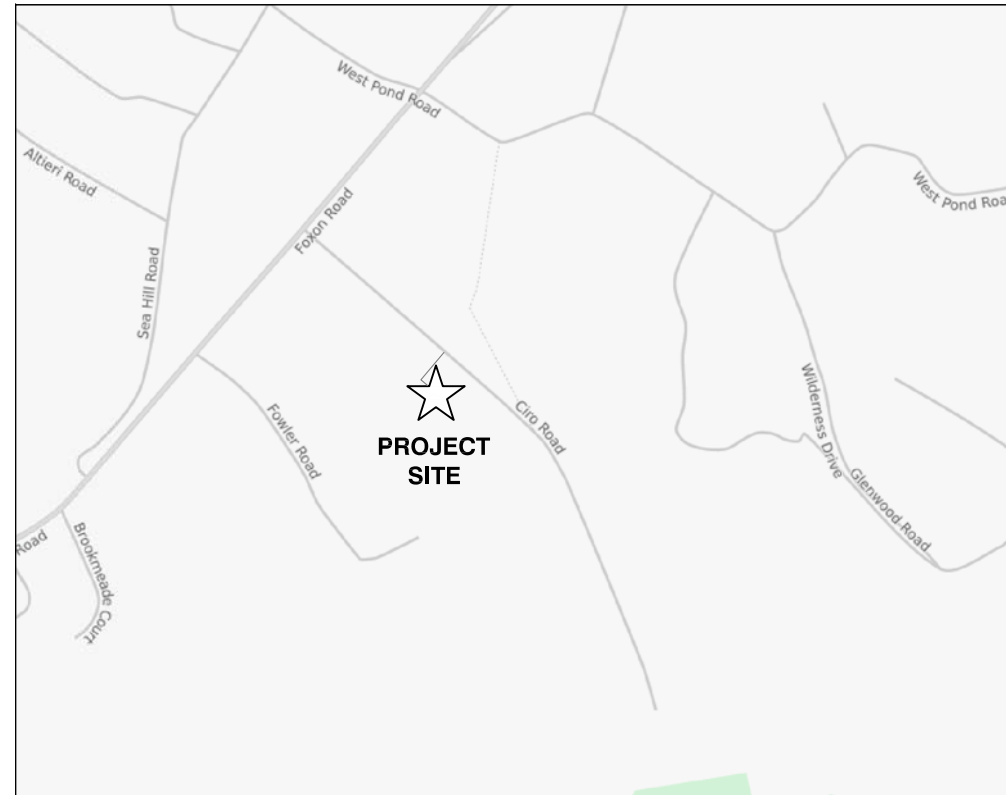 West Pond Road
Altieri Road
West Pond Roa
Foxon Road
Sea Hill Road
PROJECT
SITE
Ciro Road
Fowler Road
Wilderness Drive
Glenwood Road
Road
Brookmeade Court